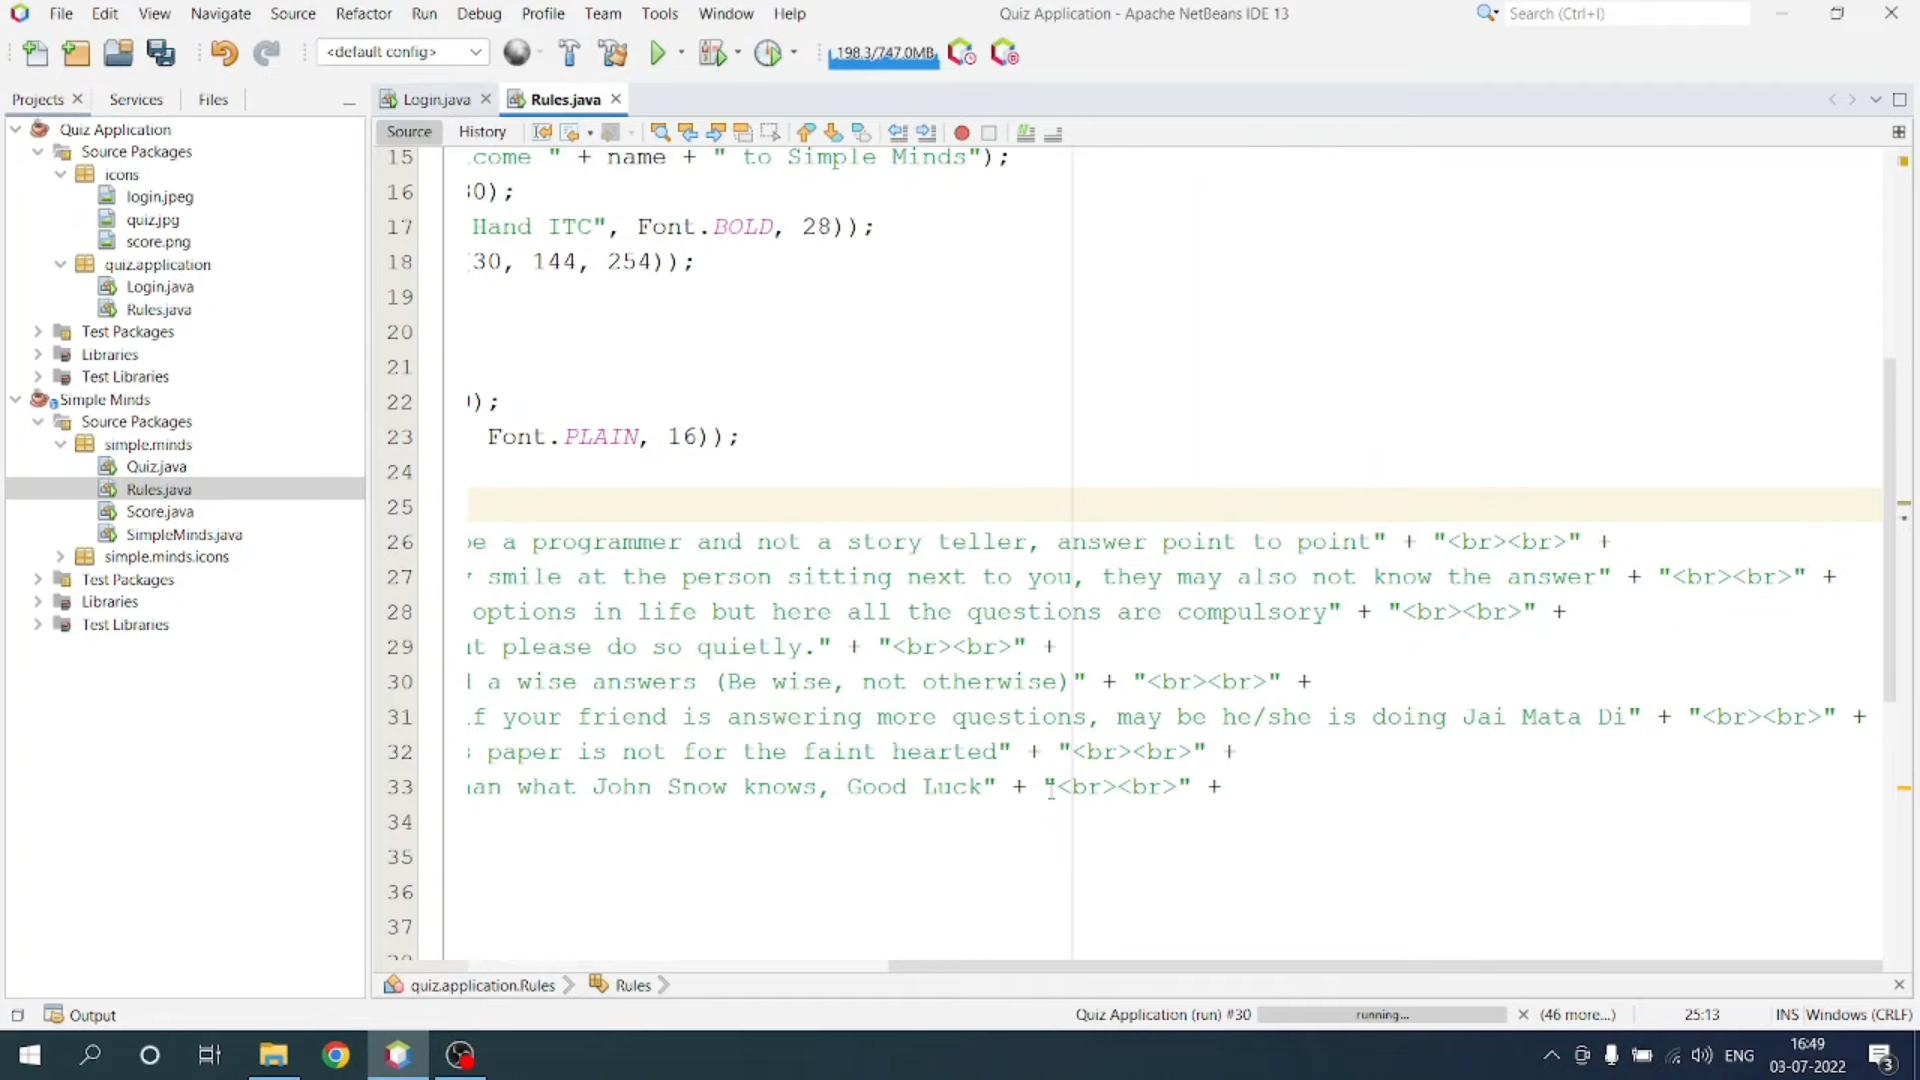 File Edit View Navigate Source Refactor Run Debug Profile Team Tools Window Help
Quiz Application - Apache NetBeans IDE 13
Search (Ctrl+I)
<default config>
198.3/747.0MB
Projects Services Files
Login.java Rules.java
Source History
Quiz Application
Source Packages
icons
login.jpeg
quiz.jpg
score.png
quiz.application
Login.java
Rules.java
Test Packages
Libraries
Test Libraries
Simple Minds
Source Packages
simple.minds
Quiz.java
Rules.java
Score.java
SimpleMinds.java
simple.minds.icons
Test Packages
Libraries
Test Libraries
15 come " + name + " to Simple Minds");
16 0);
17 Hand ITC", Font.BOLD, 28));
18 30, 144, 254));
19
20
21
22 );
23 Font.PLAIN, 16));
24
25
26 be a programmer and not a story teller, answer point to point" + "<br><br>" +
27 smile at the person sitting next to you, they may also not know the answer" + "<br><br>" +
28 options in life but here all the questions are compulsory" + "<br><br>" +
29 please do so quietly." + "<br><br>" +
30 a wise answers (Be wise, not otherwise)" + "<br><br>" +
31 if your friend is answering more questions, may be he/she is doing Jai Mata Di" + "<br><br>" +
32 paper is not for the faint hearted" + "<br><br>" +
33 an what John Snow knows, Good Luck" + "<br><br>" +
34
35
36
37
quiz.application.Rules Rules
Output
Quiz Application (run) #30 running... (46 more...) 25:13 INS Windows (CRLF)
ENG
16:49
03-07-2022
3